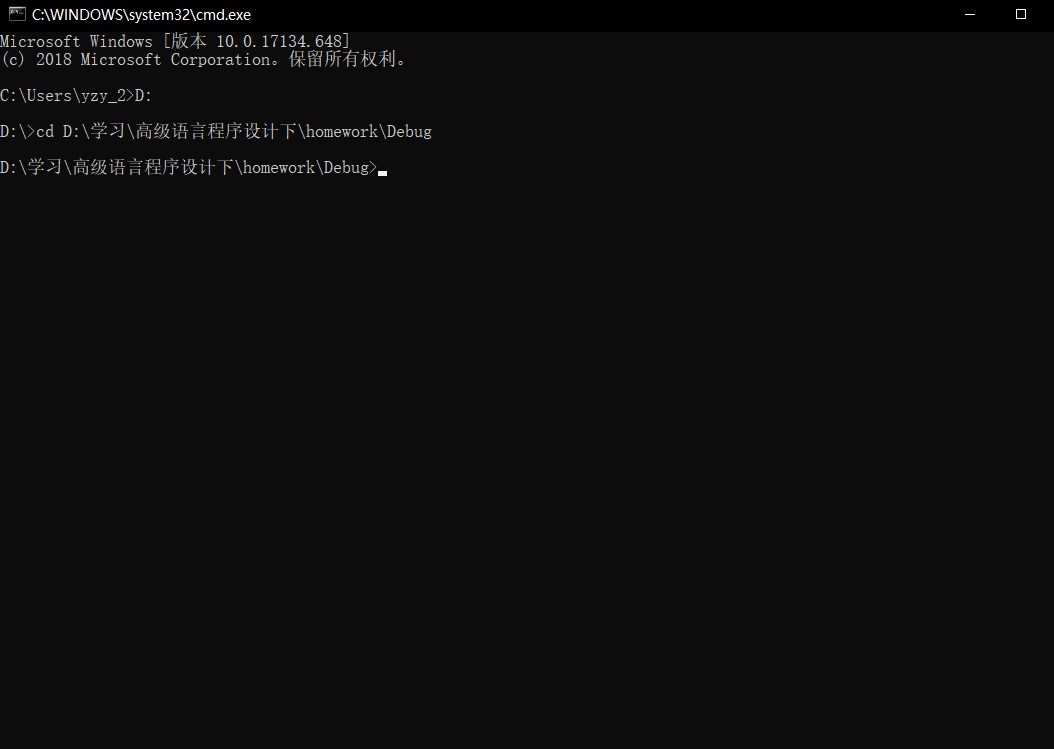 C:\WINDOWS\system32\cmd.exe
Microsoft Windows [版本 10.0.17134.648]
(c) 2018 Microsoft Corporation。保留所有权利。
C:\Users\yzy_2>D:
D:\>cd D:\学习\高级语言程序设计下\homework\Debug
D:\学习\高级语言程序设计下\homework\Debug>